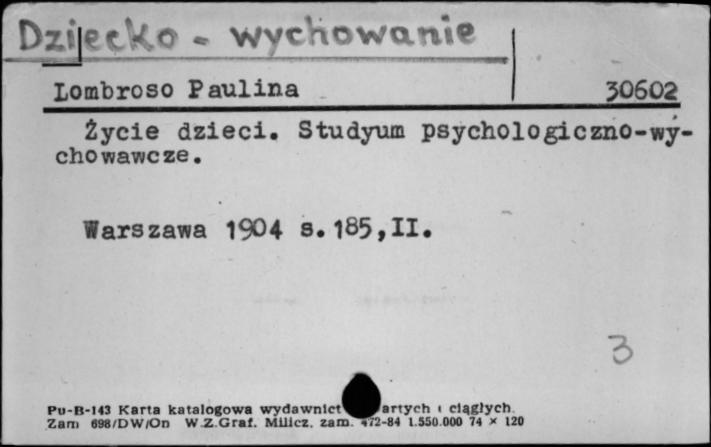 Dziecko - wychowanie
Lombroso Paulina 30602
Życie dzieci. Studyum psychologiczno-wy-
chowawcze.
Warszawa 1904 s.185,II.
3
Pu-B-143 Karta katalogowa wydawnict artych i ciągłych.
Zam 698/DW/On W.Z.Graf. Milicz. zam. 472-84 1.550.000 74 × 120